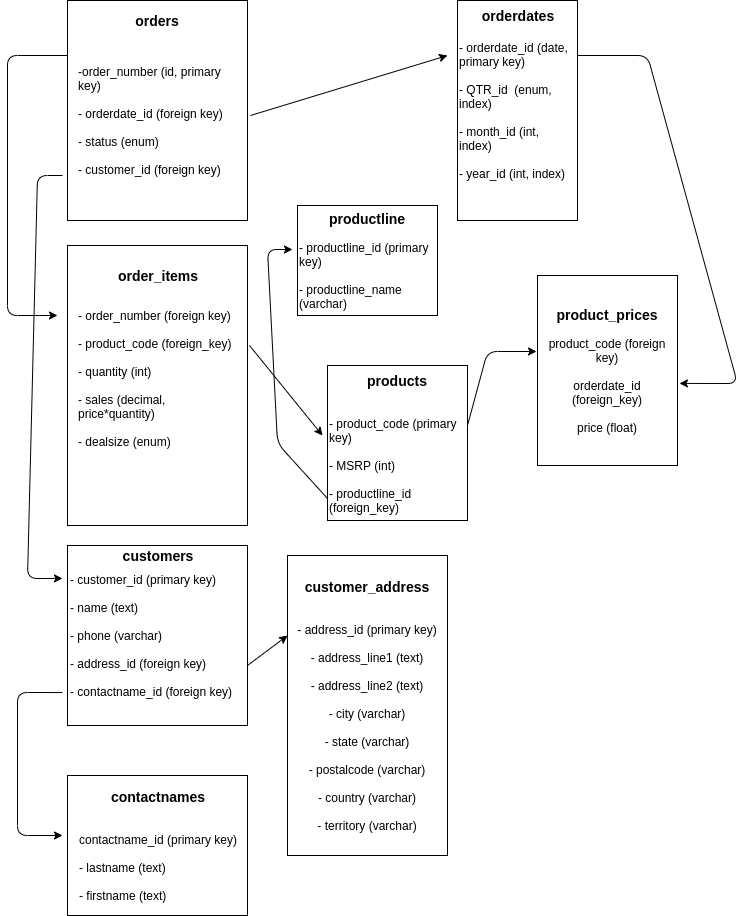 orders
-order_number (id, primary
key)
- orderdate_id (foreign key)
- status (enum)
- customer_id (foreign key)
orderdates
- orderdate_id (date,
primary key)
- QTR_id  (enum,
index)
- month_id (int,
index)
- year_id (int, index)
productline
- productline_id (primary
key)
- productline_name
(varchar)
order_items
- order_number (foreign key)
- product_code (foreign_key)
- quantity (int)
- sales (decimal,
price*quantity)
- dealsize (enum)
product_prices
product_code (foreign
key)
orderdate_id
(foreign_key)
price (float)
products
- product_code (primary
key)
- MSRP (int)
- productline_id
(foreign_key)
customers
- customer_id (primary key)
- name (text)
- phone (varchar)
- address_id (foreign key)
- contactname_id (foreign key)
customer_address
- address_id (primary key)
- address_line1 (text)
- address_line2 (text)
- city (varchar)
- state (varchar)
- postalcode (varchar)
- country (varchar)
- territory (varchar)
contactnames
contactname_id (primary key)
- lastname (text)
- firstname (text)